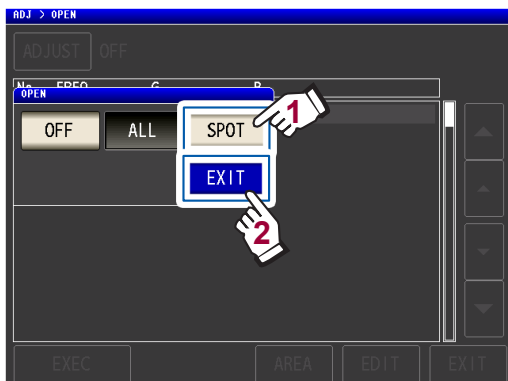 ADJ > OPEN
ADJUST OFF
No. FREQ G B
OPEN
OFF ALL SPOT
1
EXIT
2
EXEC AREA EDIT EXIT